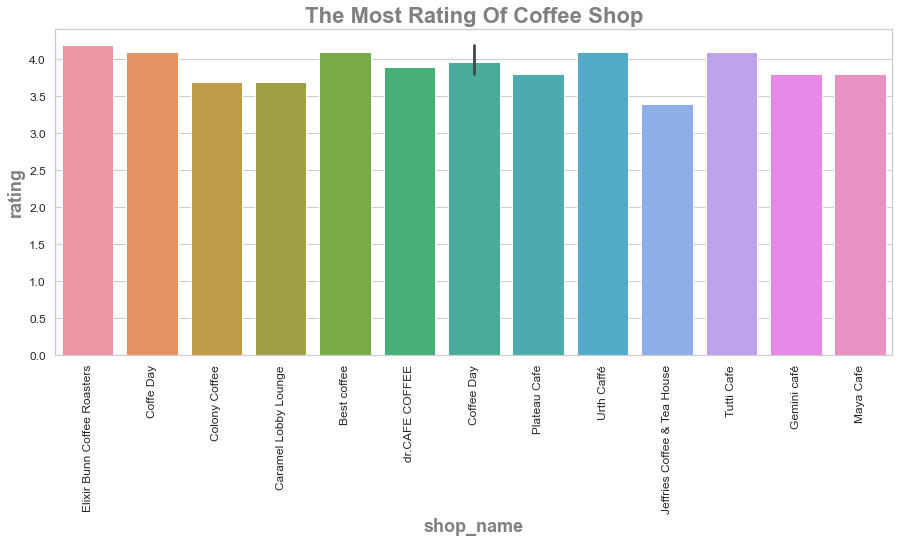 The Most Rating Of Coffee Shop
rating
4.0
3.5
3.0
2.5
2.0
1.5
1.0
0.5
0.0
Elixir Bunn Coffee Roasters
Coffe Day
Colony Coffee
Caramel Lobby Lounge
Best coffee
dr.CAFE COFFEE
Coffee Day
Plateau Cafe
Urth Caffé
Jeffries Coffee & Tea House
Tutti Cafe
Gemini café
Maya Cafe
shop_name